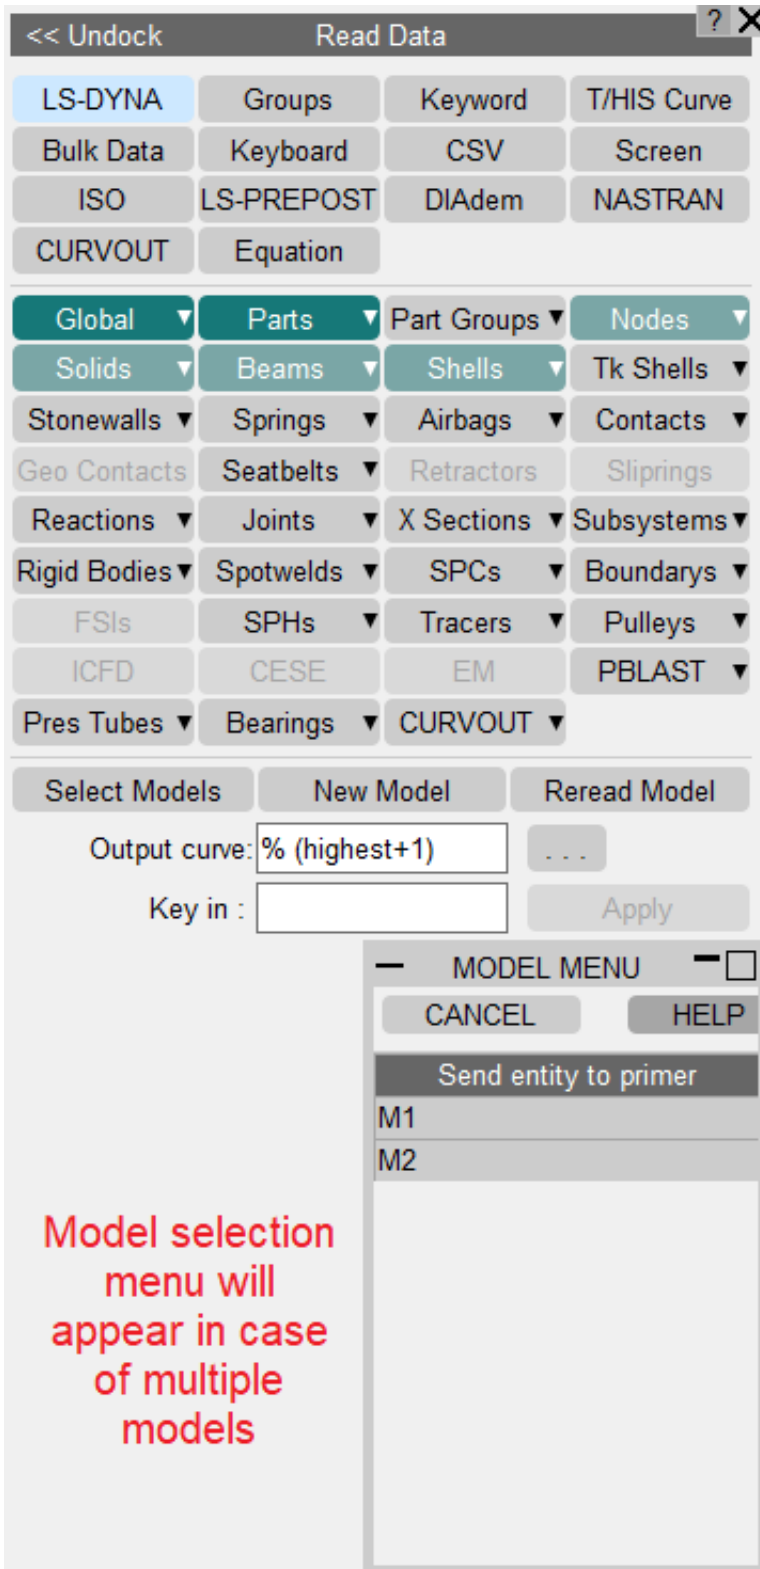 << Undock Read Data ? X
LS-DYNA Groups Keyword T/HIS Curve
Bulk Data Keyboard CSV Screen
ISO LS-PREPOST DIAdem NASTRAN
CURVOUT Equation
Global Parts Part Groups Nodes
Solids Beams Shells Tk Shells
Stonewalls Springs Airbags Contacts
Geo Contacts Seatbelts Retractors Sliprings
Reactions Joints X Sections Subsystems
Rigid Bodies Spotwelds SPCs Boundarys
FSIs SPHs Tracers Pulleys
ICFD CESE EM PBLAST
Pres Tubes Bearings CURVOUT
Select Models New Model Reread Model
Output curve: % (highest+1) . . .
Key in : Apply
MODEL MENU
CANCEL HELP
Send entity to primer
M1
M2
Model selection
menu will
appear in case
of multiple
models